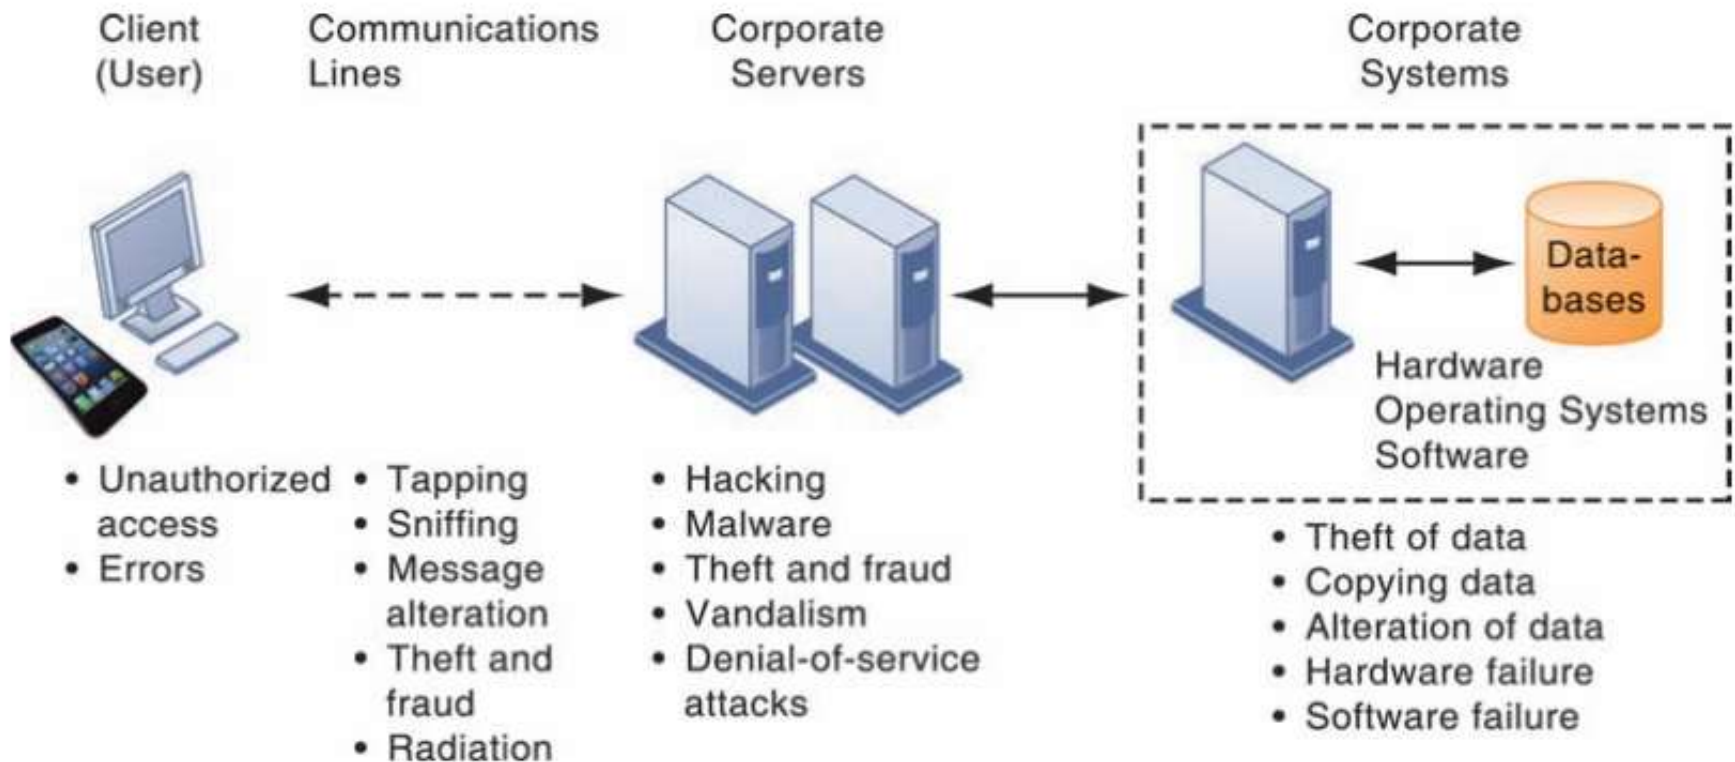 Client
(User)
Communications
Lines
Corporate
Servers
Corporate
Systems
Data-
bases
Hardware
Operating Systems
Software
• Unauthorized
access
• Errors
• Tapping
• Sniffing
• Message
alteration
• Theft and
fraud
• Radiation
• Hacking
• Malware
• Theft and fraud
• Vandalism
• Denial-of-service
attacks
• Theft of data
• Copying data
• Alteration of data
• Hardware failure
• Software failure